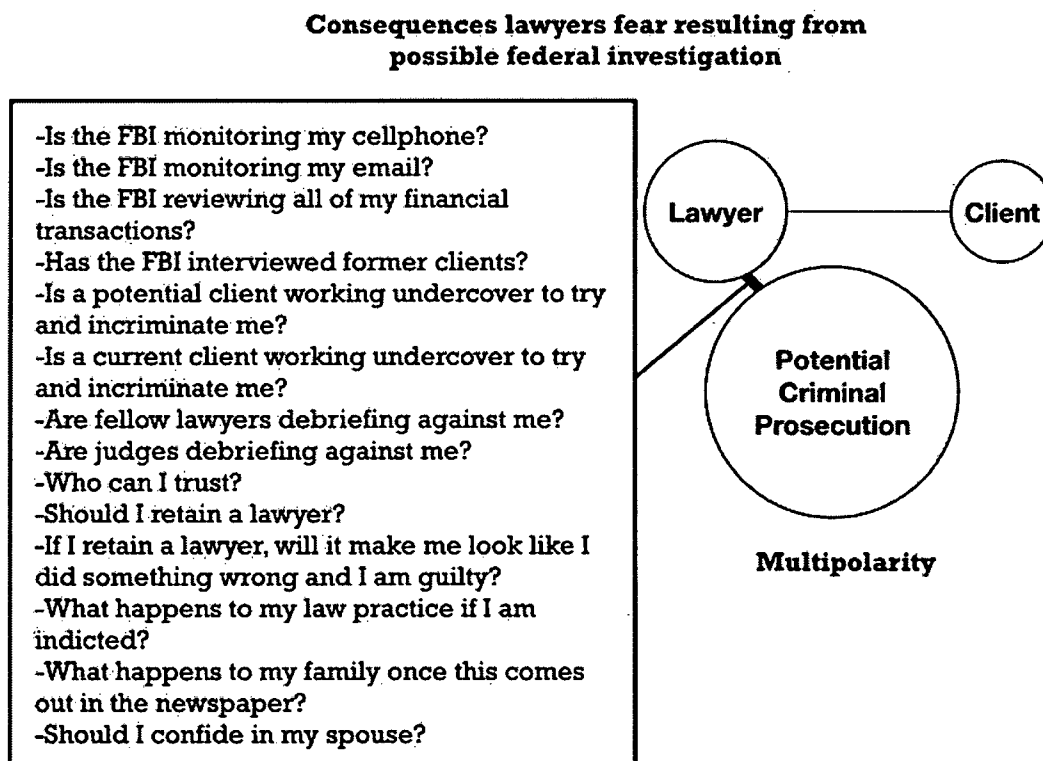 Consequences lawyers fear resulting from
possible federal investigation
-Is the FBI monitoring my cellphone?
-Is the FBI monitoring my email?
-Is the FBI reviewing all of my financial
transactions?
-Has the FBI interviewed former clients?
-Is a potential client working undercover to try
and incriminate me?
-Is a current client working undercover to try
and incriminate me?
-Are fellow lawyers debriefing against me?
-Are judges debriefing against me?
-Who can I trust?
-Should I retain a lawyer?
-If I retain a lawyer, will it make me look like I
did something wrong and I am guilty?
-What happens to my law practice if I am
indicted?
-What happens to my family once this comes
out in the newspaper?
-Should I confide in my spouse?
Lawyer
Client
Potential
Criminal
Prosecution
Multipolarity